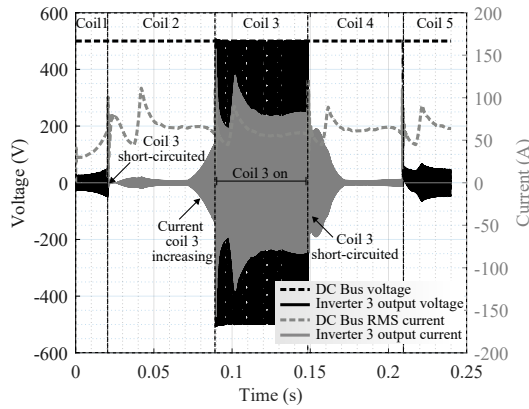 Coil1 Coil 2 Coil 3 Coil 4 Coil 5
600
400
200
0
-200
-400
-600
Voltage (V)
200
150
100
50
0
-50
-100
-150
-200
Current (A)
Coil 3
short-circuited
Coil 3 on
Current
coil 3
increasing
Coil 3
short-circuited
DC Bus voltage
Inverter 3 output voltage
DC Bus RMS current
Inverter 3 output current
0 0.05 0.1 0.15 0.2 0.25
Time (s)